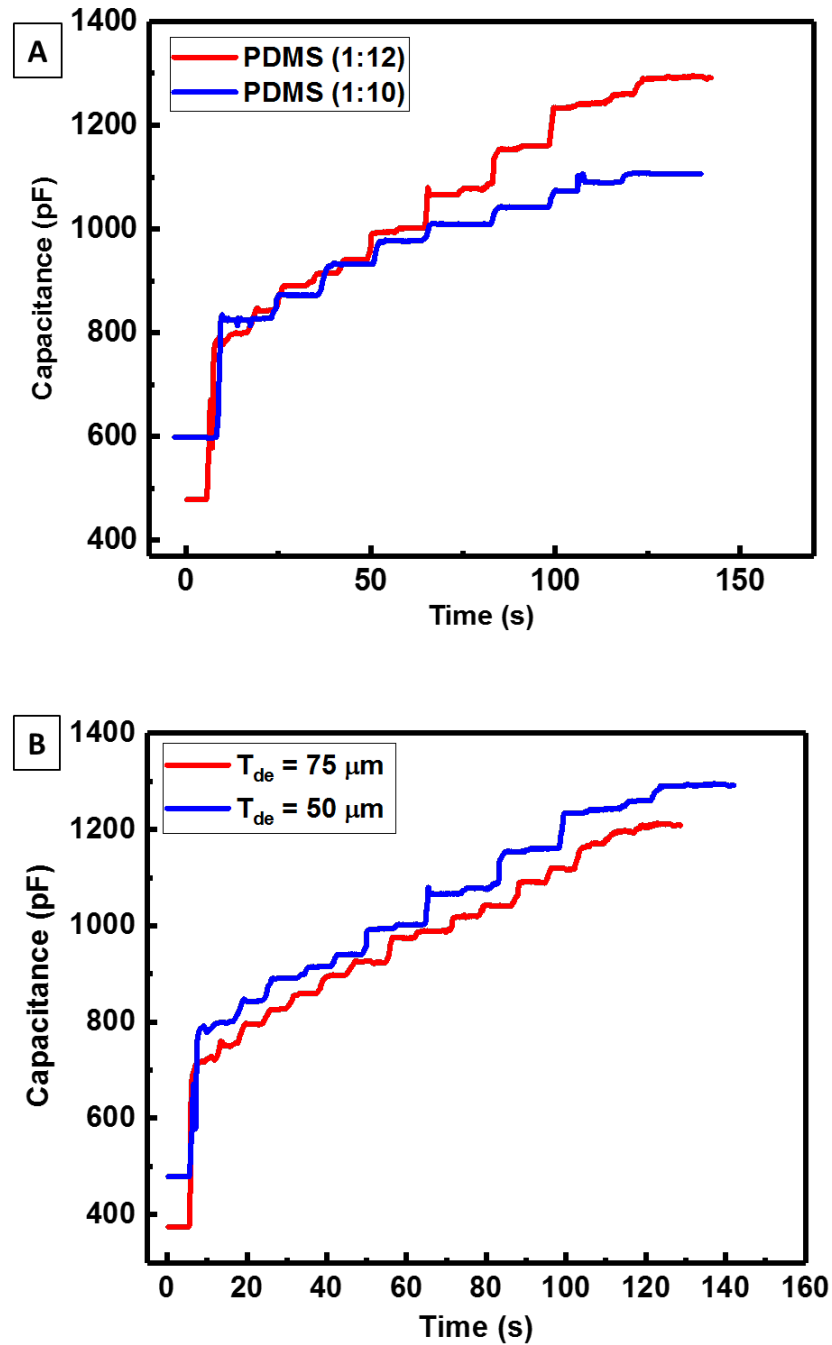 A
PDMS (1:12)
PDMS (1:10)
1400
1200
1000
800
600
400
Capacitance (pF)
0 50 100 150
Time (s)
B
T_de = 75 μm
T_de = 50 μm
1400
1200
1000
800
600
400
Capacitance (pF)
0 20 40 60 80 100 120 140 160
Time (s)